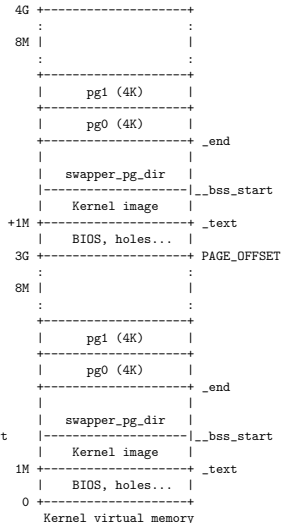 4G +------------------+
:                  :
8M |                  |
:                  :
+------------------+
|     pg1 (4K)     |
+------------------+
|     pg0 (4K)     |
+------------------+ _end
|                  |
|  swapper_pg_dir  |
|------------------|__bss_start
|   Kernel image   |
+1M +------------------+ _text
|  BIOS, holes...  |
3G +------------------+ PAGE_OFFSET
:                  :
8M |                  |
:                  :
+------------------+
|     pg1 (4K)     |
+------------------+
|     pg0 (4K)     |
+------------------+ _end
|                  |
|  swapper_pg_dir  |
t |------------------|__bss_start
|   Kernel image   |
1M +------------------+ _text
|  BIOS, holes...  |
0 +------------------+
Kernel virtual memory